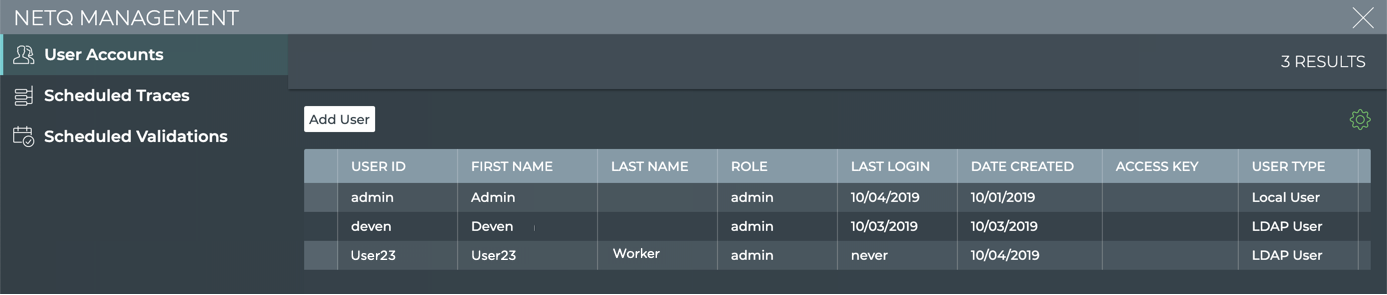 NETQ MANAGEMENT
User Accounts
3 RESULTS
Scheduled Traces
Scheduled Validations
Add User
USER ID FIRST NAME LAST NAME ROLE LAST LOGIN DATE CREATED ACCESS KEY USER TYPE
admin Admin admin 10/04/2019 10/01/2019 Local User
deven Deven admin 10/03/2019 10/03/2019 LDAP User
User23 User23 Worker admin never 10/04/2019 LDAP User